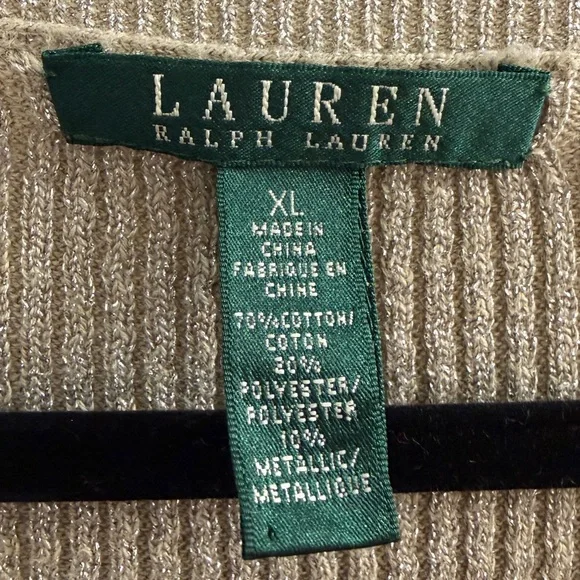 LAUREN
RALPH LAUREN
XL
MADE IN
CHINA
FABRIQUE EN
CHINE
70% COTTON/
COTON
20%
POLYESTER/
POLYESTER
10%
METALLIC/
METALLIQUE